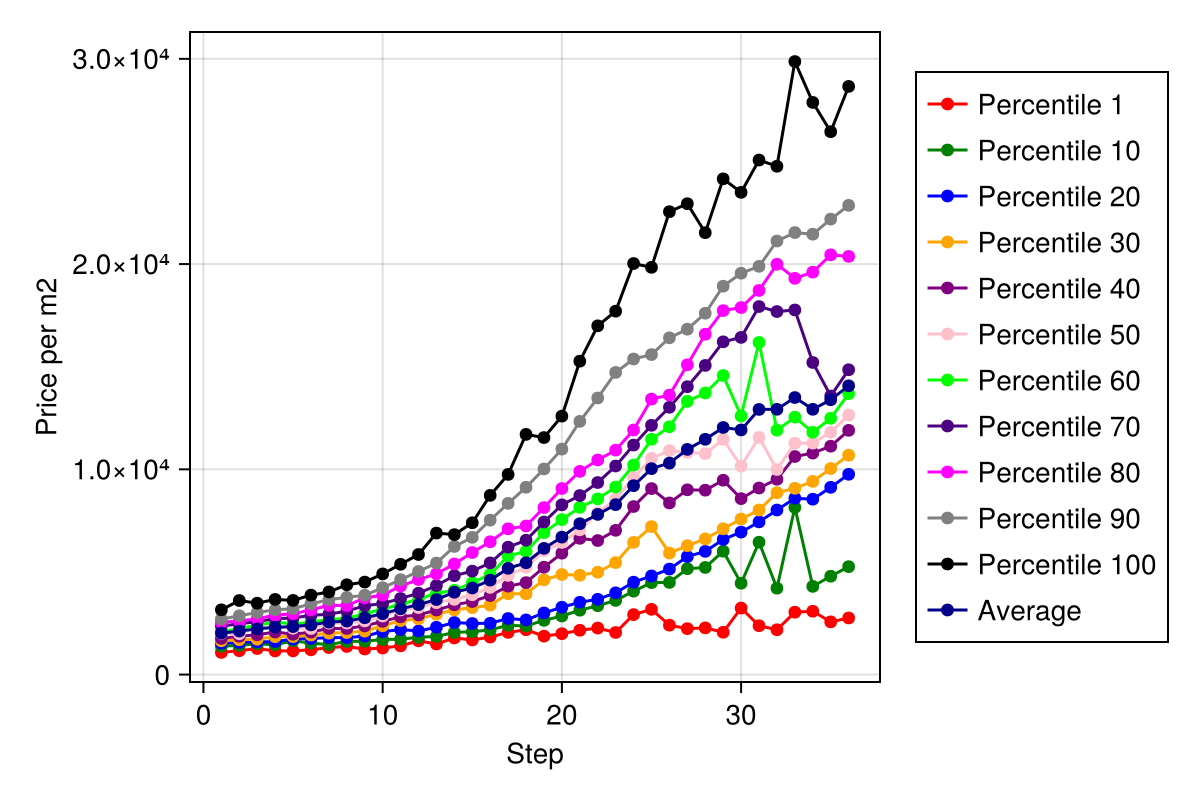 3.0×10⁴
2.0×10⁴
1.0×10⁴
0
Price per m2
0
10
20
30
Step
Percentile 1
Percentile 10
Percentile 20
Percentile 30
Percentile 40
Percentile 50
Percentile 60
Percentile 70
Percentile 80
Percentile 90
Percentile 100
Average